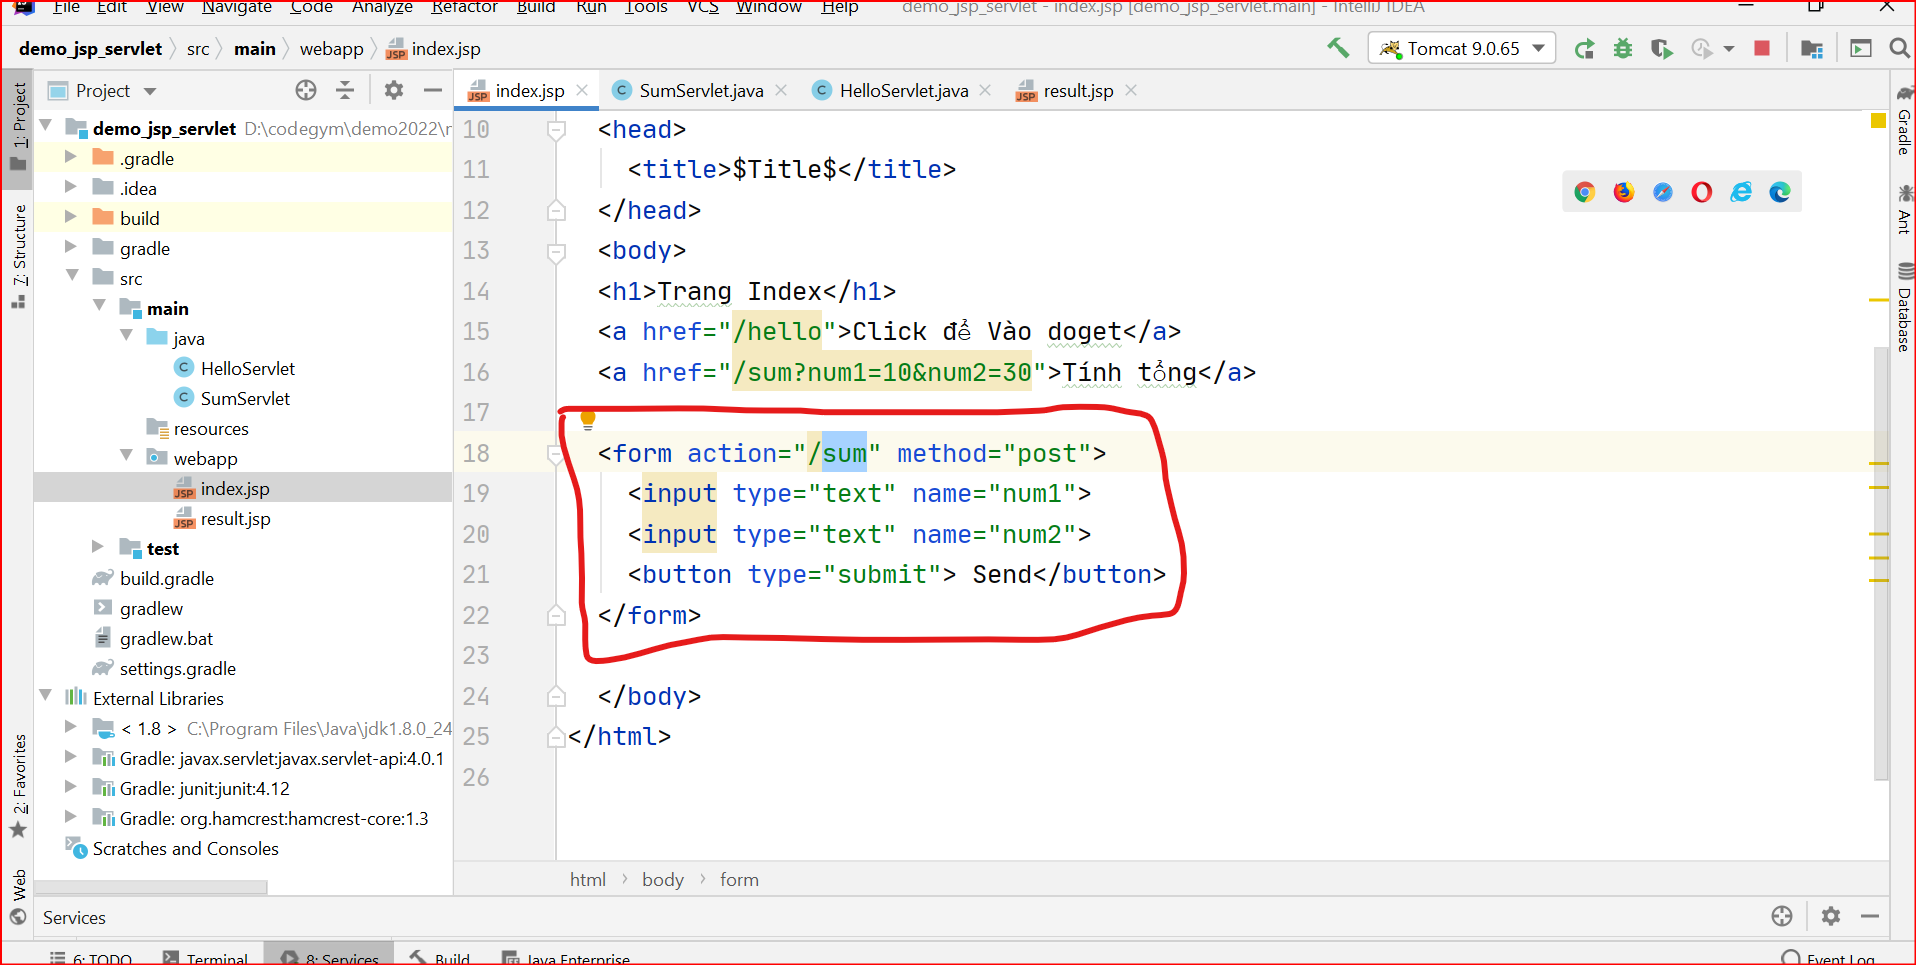 File Edit View Navigate Code Analyze Refactor Build Run Tools VCS Window Help demo_jsp_servlet - index.jsp [demo_jsp_servlet.main] - IntelliJ IDEA
demo_jsp_servlet src main webapp index.jsp Tomcat 9.0.65
1: Project
7: Structure
2: Favorites
Web
Project
demo_jsp_servlet D:\codegym\demo2022\
.gradle
.idea
build
gradle
src
main
java
HelloServlet
SumServlet
resources
webapp
index.jsp
result.jsp
test
build.gradle
gradlew
gradlew.bat
settings.gradle
External Libraries
< 1.8 > C:\Program Files\Java\jdk1.8.0_24
Gradle: javax.servlet:javax.servlet-api:4.0.1
Gradle: junit:junit:4.12
Gradle: org.hamcrest:hamcrest-core:1.3
Scratches and Consoles
index.jsp SumServlet.java HelloServlet.java result.jsp
10 <head>
11 <title>$Title$</title>
12 </head>
13 <body>
14 <h1>Trang Index</h1>
15 <a href="/hello">Click để Vào doget</a>
16 <a href="/sum?num1=10&num2=30">Tính tổng</a>
17
18 <form action="/sum" method="post">
19 <input type="text" name="num1">
20 <input type="text" name="num2">
21 <button type="submit"> Send</button>
22 </form>
23
24 </body>
25 </html>
26
html body form
Gradle
Ant
Database
Services
6: TODO Terminal 8: Services Build Java Enterprise Event Log